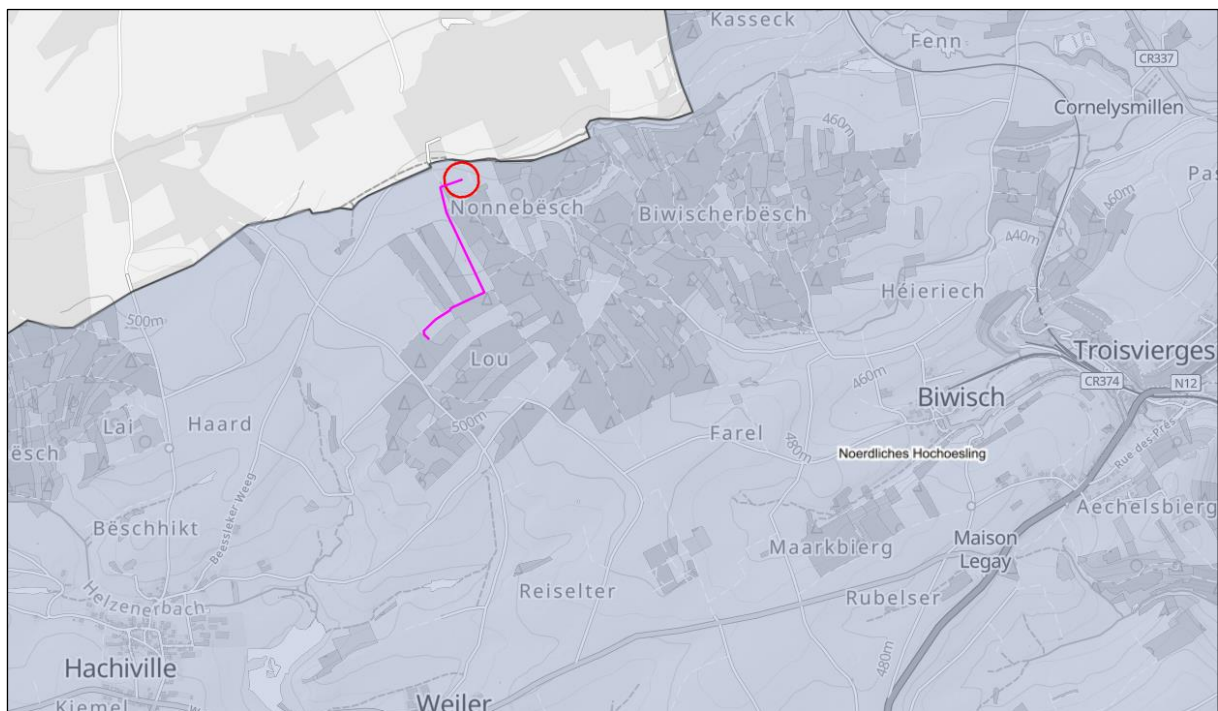 Kasseck
Fenn
CR337
Cornelysmillen
460m
Pas
Nonnebësch
Biwischerbësch
460m
440m
Héieriech
500m
Lou
Troisvierges
460m
CR374
N12
Biwisch
Lai
Haard
500m
Farel
480m
ësch
Noerdliches Hochoesling
Rue des Prés
Beessleker Weeg
Bëschhikt
Aechelsbierg
Maarkbierg
Maison
Legay
Helzenerbach
Reiselter
Rubelser
Hachiville
480m
Weiler
Kiemel